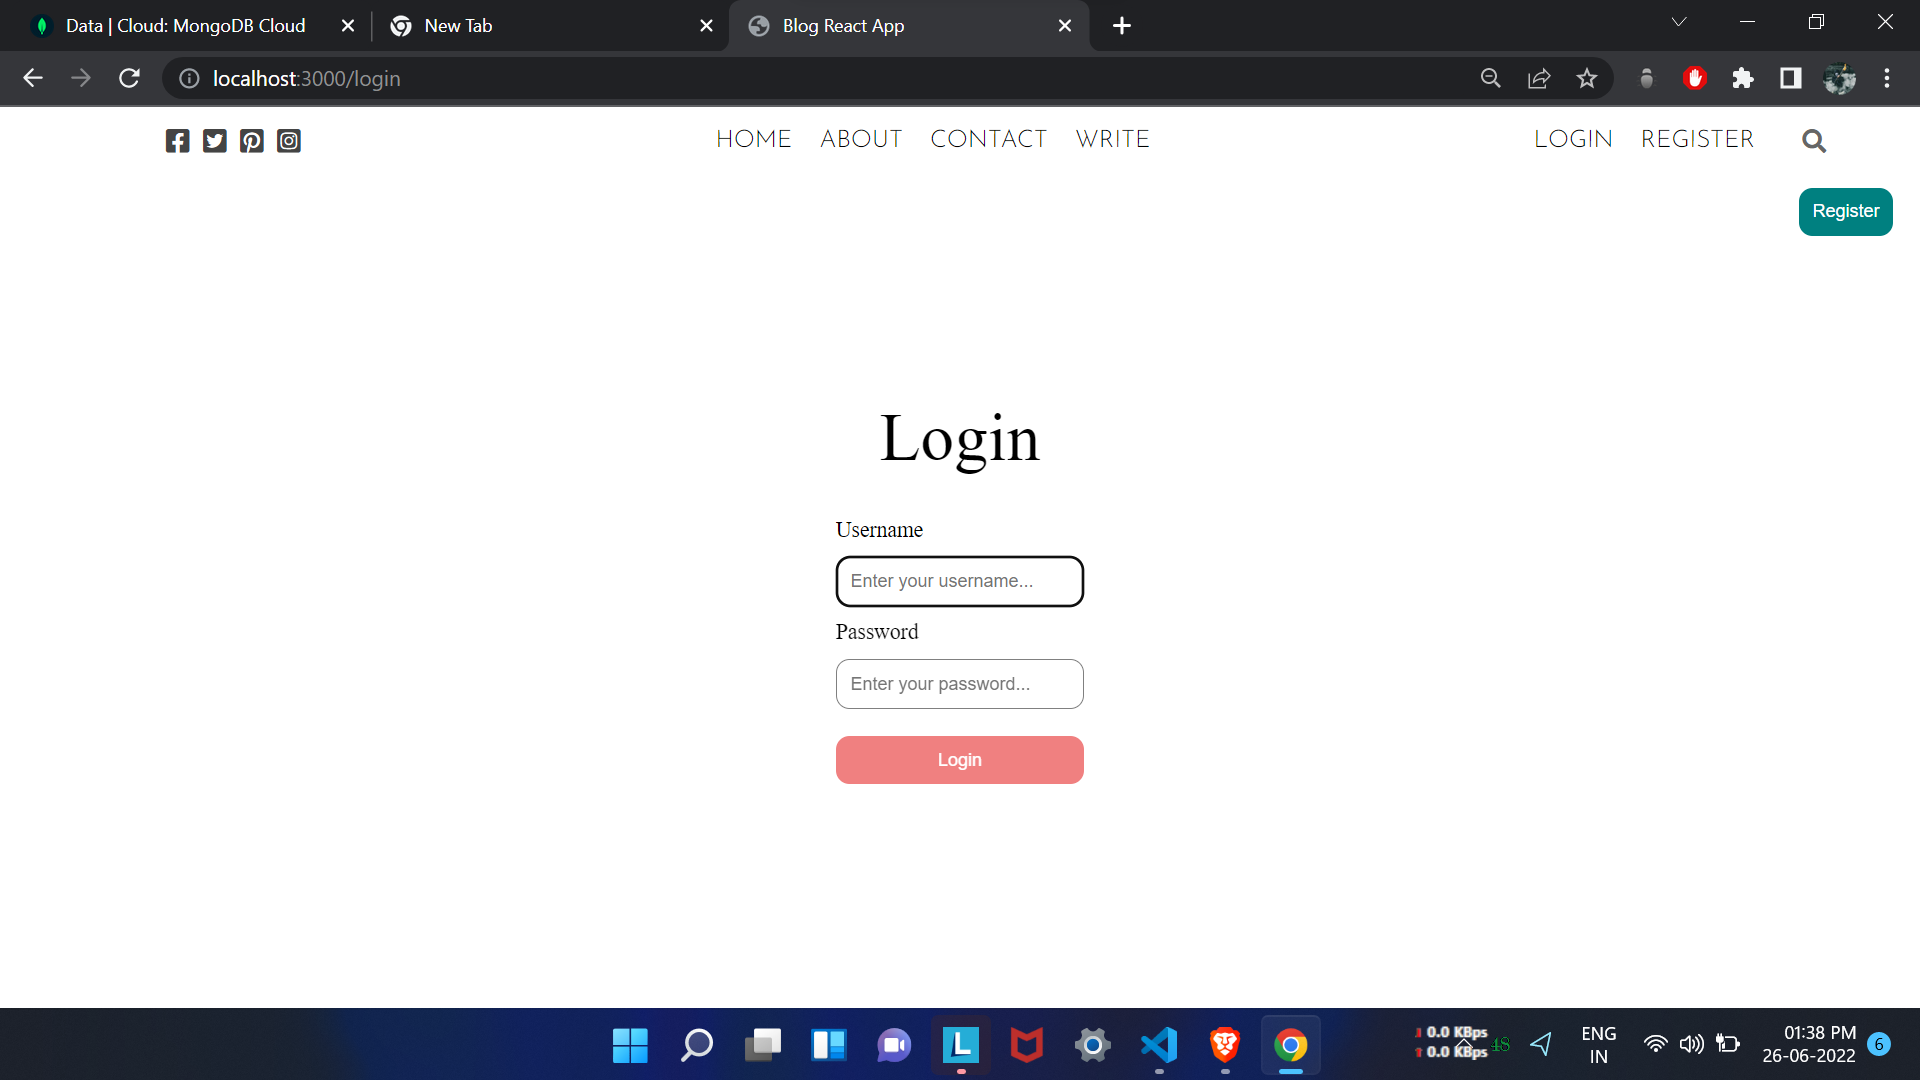 Data | Cloud: MongoDB Cloud
New Tab
Blog React App
localhost:3000/login
HOME ABOUT CONTACT WRITE
LOGIN REGISTER
Register
Login
Username
Enter your username...
Password
Enter your password...
Login
0.0 KBps
0.0 KBps
48
ENG
IN
01:38 PM
26-06-2022
6